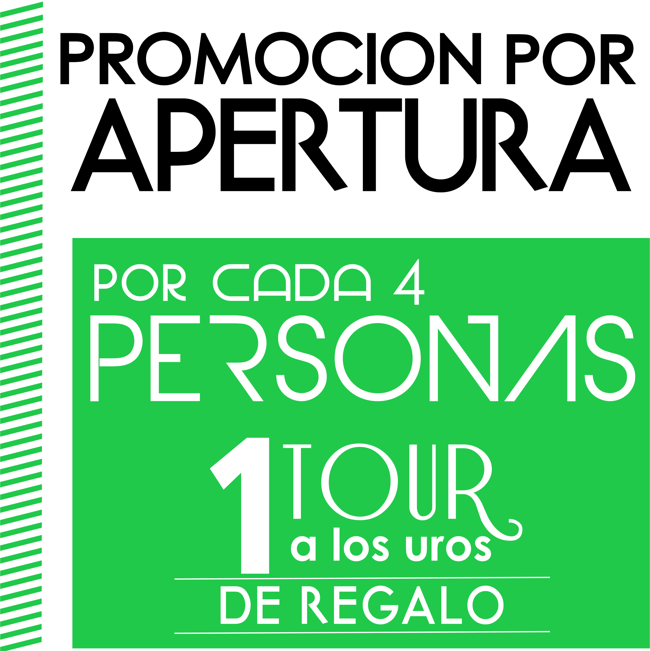 PROMOCION POR
APERTURA
POR CADA 4
PERSONAS
1 TOUR
a los uros
DE REGALO